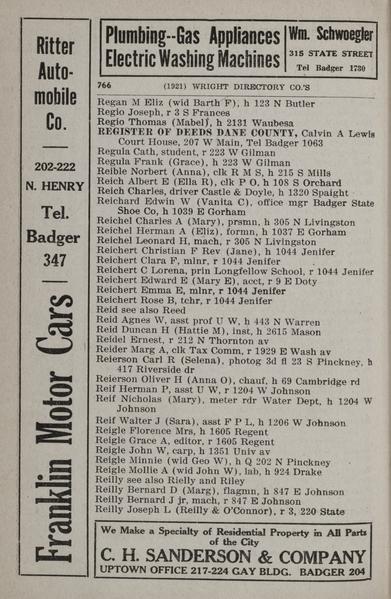 Ritter
Auto-
mobile
Co.
202-222
N. HENRY
Tel.
Badger
347
Franklin Motor Cars
Plumbing--Gas Appliances
Electric Washing Machines
Wm. Schwoegler
315 STATE STREET
Tel Badger 1730
766 (1921) WRIGHT DIRECTORY CO.'S
Regan M Eliz (wid Barth F), h 123 N Butler
Regio Joseph, r 3 S Frances
Regio Thomas (Mabel), h 2131 Waubesa
REGISTER OF DEEDS DANE COUNTY, Calvin A Lewis
Court House, 207 W Main, Tel Badger 1063
Regula Cath, student, r 223 W Gilman
Regula Frank (Grace), h 223 W Gilman
Reible Norbert (Anna), clk R M S, h 215 S Mills
Reich Albert E (Ella R), clk P O, h 108 S Orchard
Reich Charles, driver Castle & Doyle, h 1320 Spaight
Reichard Edwin W (Vanita C), office mgr Badger State
Shoe Co, h 1039 E Gorham
Reichel Charles A (Mary), prsmn, h 305 N Livingston
Reichel Herman A (Eliz), formn, h 1037 E Gorham
Reichel Leonard H, mach, r 305 N Livingston
Reichert Christian F Rev (Jane), h 1044 Jenifer
Reichert Clara F, mlnr, r 1044 Jenifer
Reichert C Lorena, prin Longfellow School, r 1044 Jenifer
Reichert Edward E (Mary E), acct, r 9 E Doty
Reichert Emma E, mlnr, r 1044 Jenifer
Reichert Rose B, tchr, r 1044 Jenifer
Reid see also Reed
Reid Agnes W, asst prof U W, h 443 N Warren
Reid Duncan H (Hattie M), inst, h 2615 Mason
Reidel Ernest, r 212 N Thornton av
Reider Marg A, clk Tax Comm, r 1929 E Wash av
Reierson Carl R (Selena), photog 3d fl 23 S Pinckney, h
417 Riverside dr
Reierson Oliver H (Anna O), chauf, h 69 Cambridge rd
Reif Herman P, asst U W, r 1204 W Johnson
Reif Nicholas (Mary), meter rdr Water Dept, h 1204 W
Johnson
Reif Walter J (Sara), asst F P L, h 1206 W Johnson
Reigle Florence Mrs, h 1605 Regent
Reigle Grace A, editor, r 1605 Regent
Reigle John W, carp, h 1351 Univ av
Reigle Minnie (wid Geo W), h Q 202 N Pinckney
Reigle Mollie A (wid John W), lab, h 924 Drake
Reilly see also Rielly and Riley
Reilly Bernard D (Marg), flagmn, h 847 E Johnson
Reilly Bernard J jr, mach, r 847 E Johnson
Reilly Joseph L (Reilly & O'Connor), r 3, 220 State
We Make a Specialty of Residential Property in All Parts
of the City
C. H. SANDERSON & COMPANY
UPTOWN OFFICE 217-224 GAY BLDG. BADGER 204